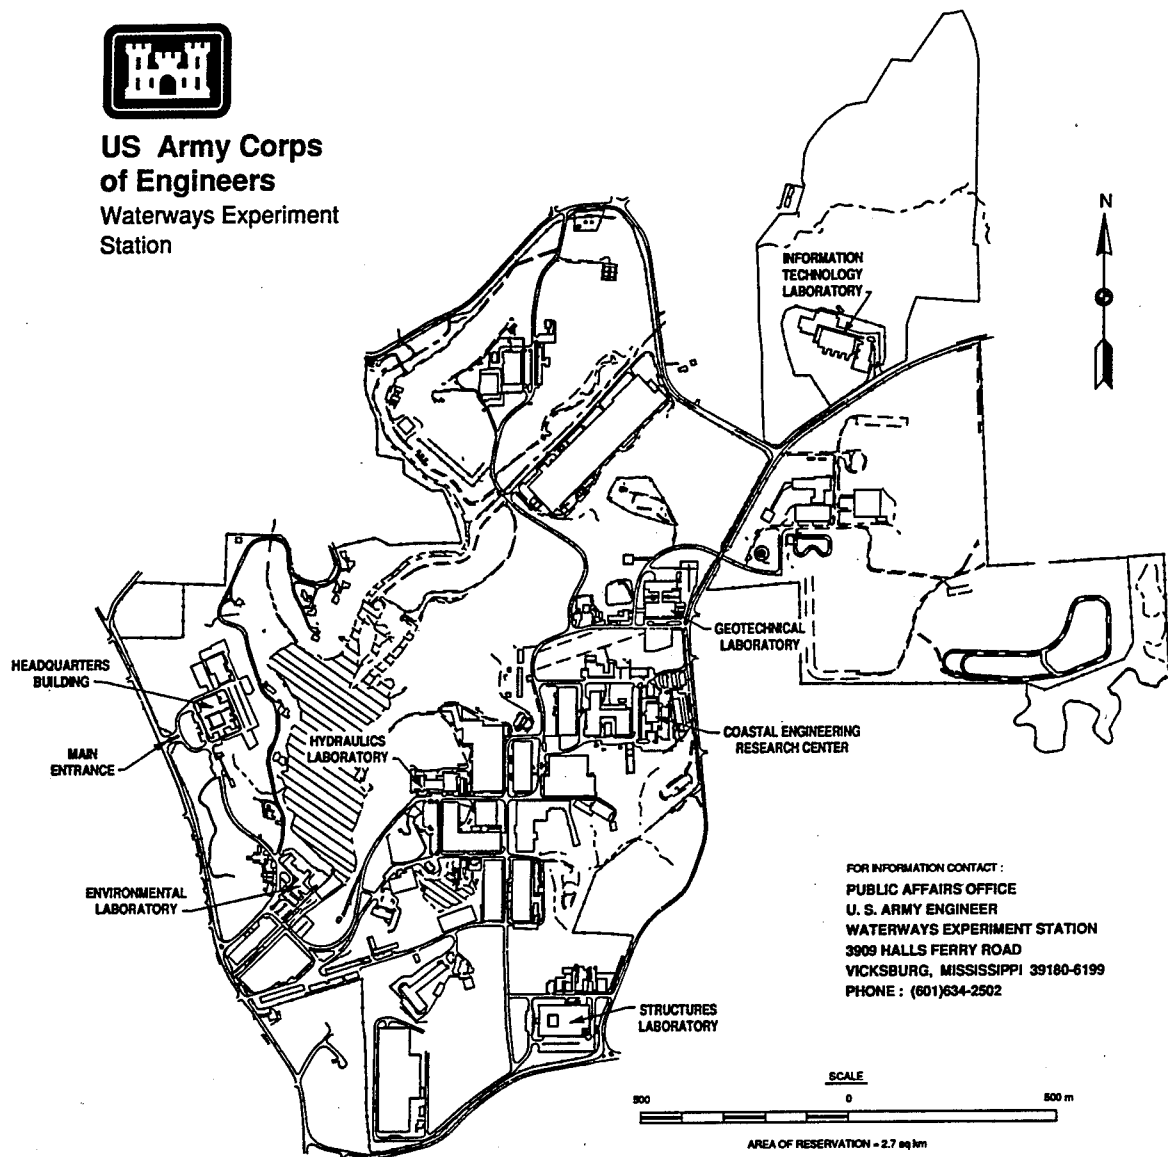 US Army Corps
of Engineers
Waterways Experiment
Station
N
INFORMATION
TECHNOLOGY
LABORATORY
GEOTECHNICAL
LABORATORY
HEADQUARTERS
BUILDING
MAIN
ENTRANCE
HYDRAULICS
LABORATORY
COASTAL ENGINEERING
RESEARCH CENTER
ENVIRONMENTAL
LABORATORY
STRUCTURES
LABORATORY
FOR INFORMATION CONTACT :
PUBLIC AFFAIRS OFFICE
U. S. ARMY ENGINEER
WATERWAYS EXPERIMENT STATION
3909 HALLS FERRY ROAD
VICKSBURG, MISSISSIPPI 39180-6199
PHONE : (601)634-2502
SCALE
500 0 500 m
AREA OF RESERVATION = 2.7 sq km